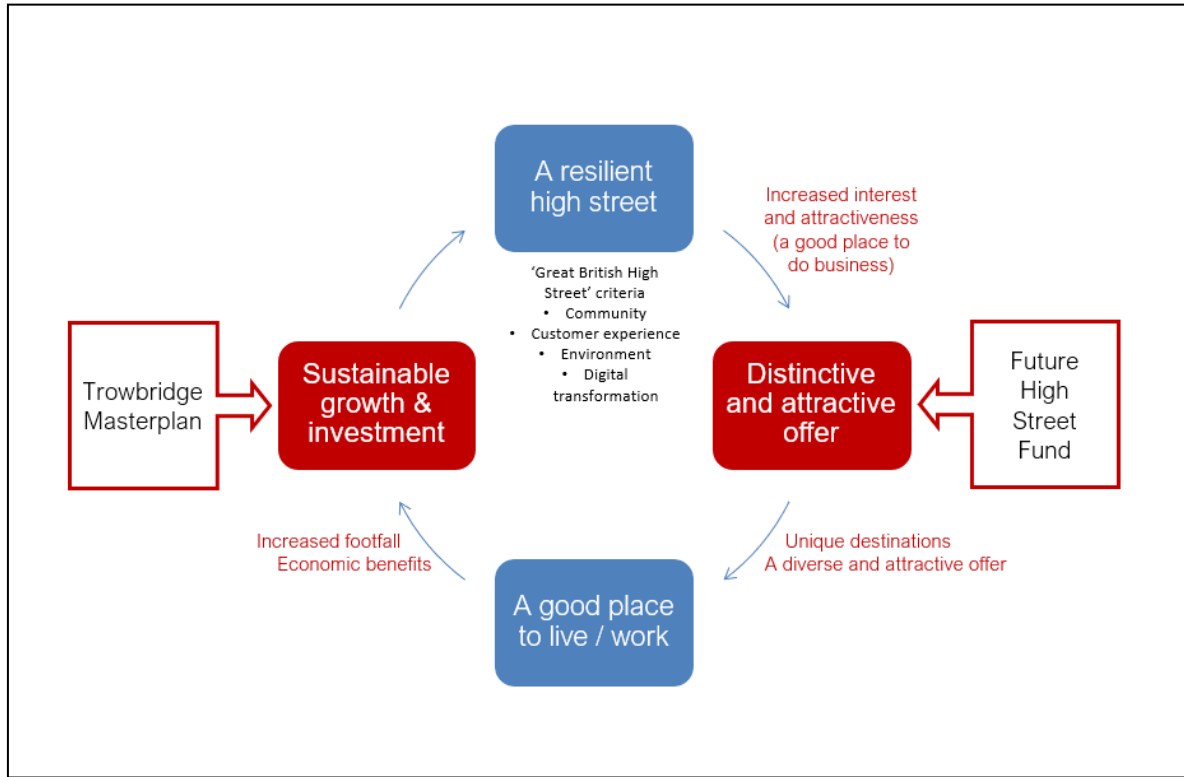 A resilient
high street
Increased interest
and attractiveness
(a good place to
do business)
‘Great British High
Street’ criteria
• Community
• Customer experience
• Environment
• Digital
transformation
Trowbridge
Masterplan
Sustainable
growth &
investment
Distinctive
and attractive
offer
Future
High
Street
Fund
Increased footfall
Economic benefits
Unique destinations
A diverse and attractive offer
A good place
to live / work